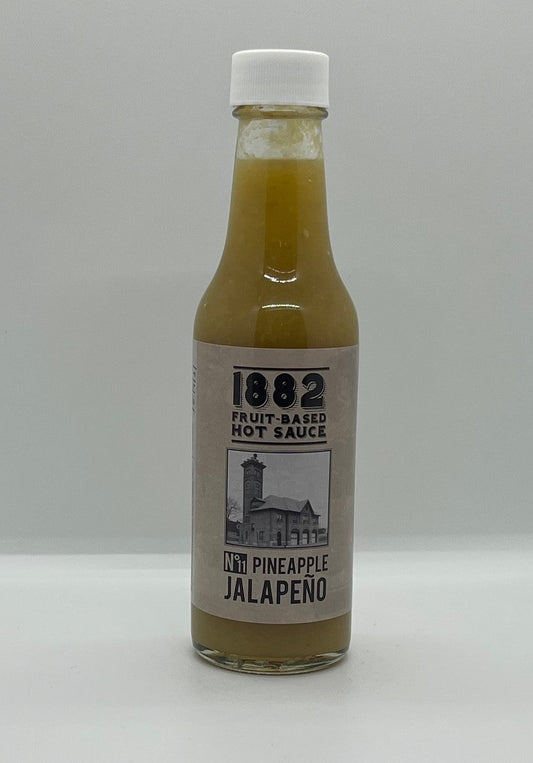 1882
FRUIT-BASED
HOT SAUCE
Nº11 PINEAPPLE
JALAPEÑO